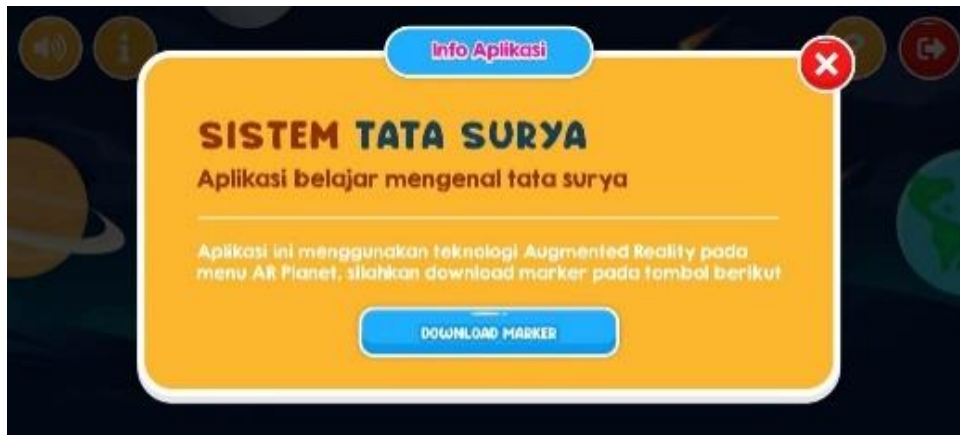 Info Aplikasi
SISTEM TATA SURYA
Aplikasi belajar mengenal tata surya
Aplikasi ini menggunakan teknologi Augmented Reality pada
menu AR Planet, silahkan download marker pada tombol berikut
DOWNLOAD MARKER